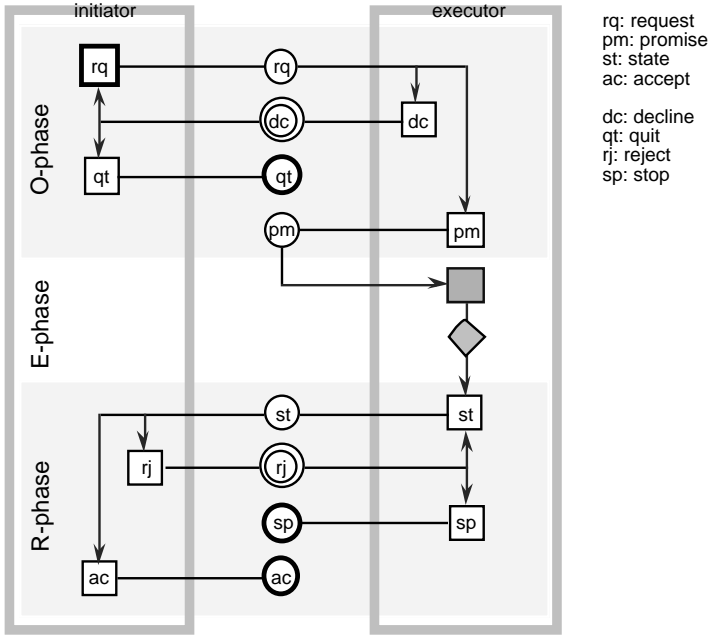 initiator
executor
rq: request
pm: promise
st: state
ac: accept
dc: decline
qt: quit
rj: reject
sp: stop
O-phase
rq
rq
dc
dc
qt
qt
pm
pm
E-phase
R-phase
st
st
rj
rj
sp
sp
ac
ac